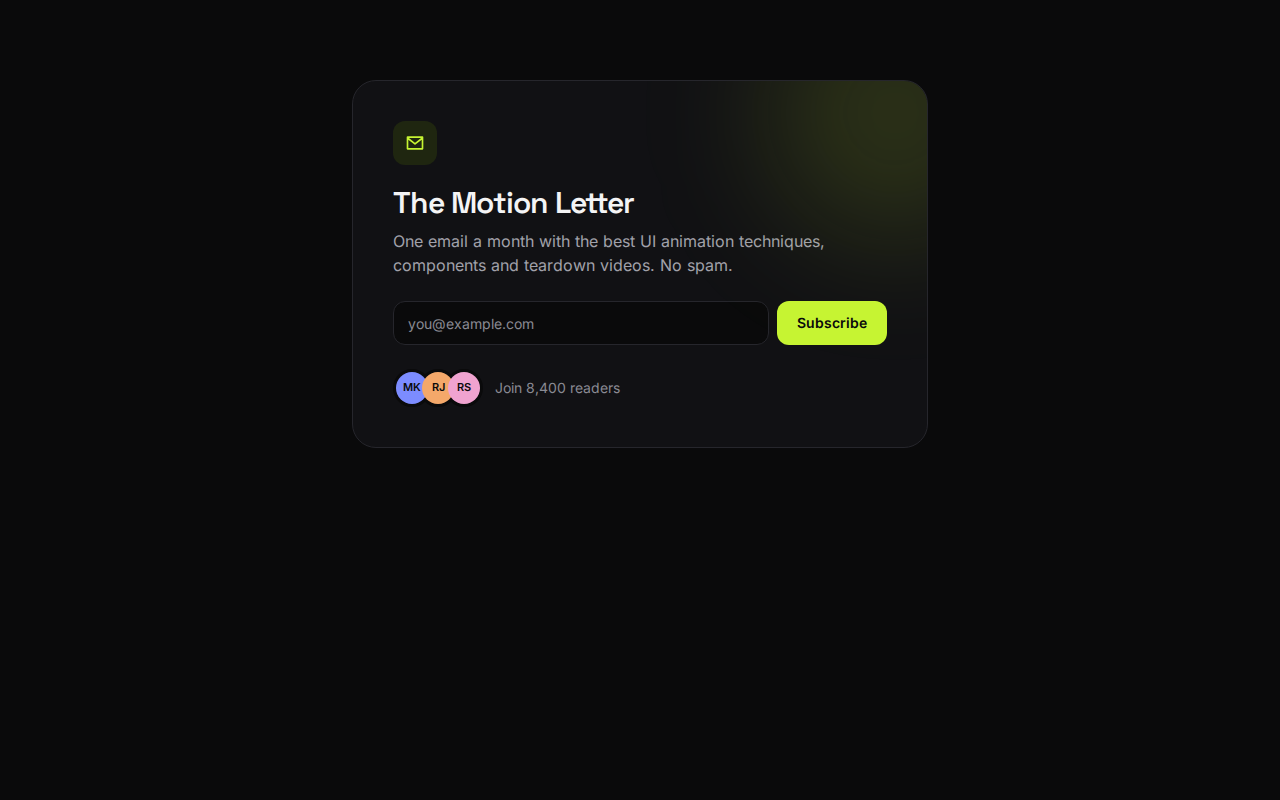 The Motion Letter
One email a month with the best UI animation techniques,
components and teardown videos. No spam.
you@example.com
Subscribe
MK RJ RS Join 8,400 readers